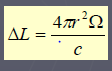 ΔL = 4πr²Ω / c